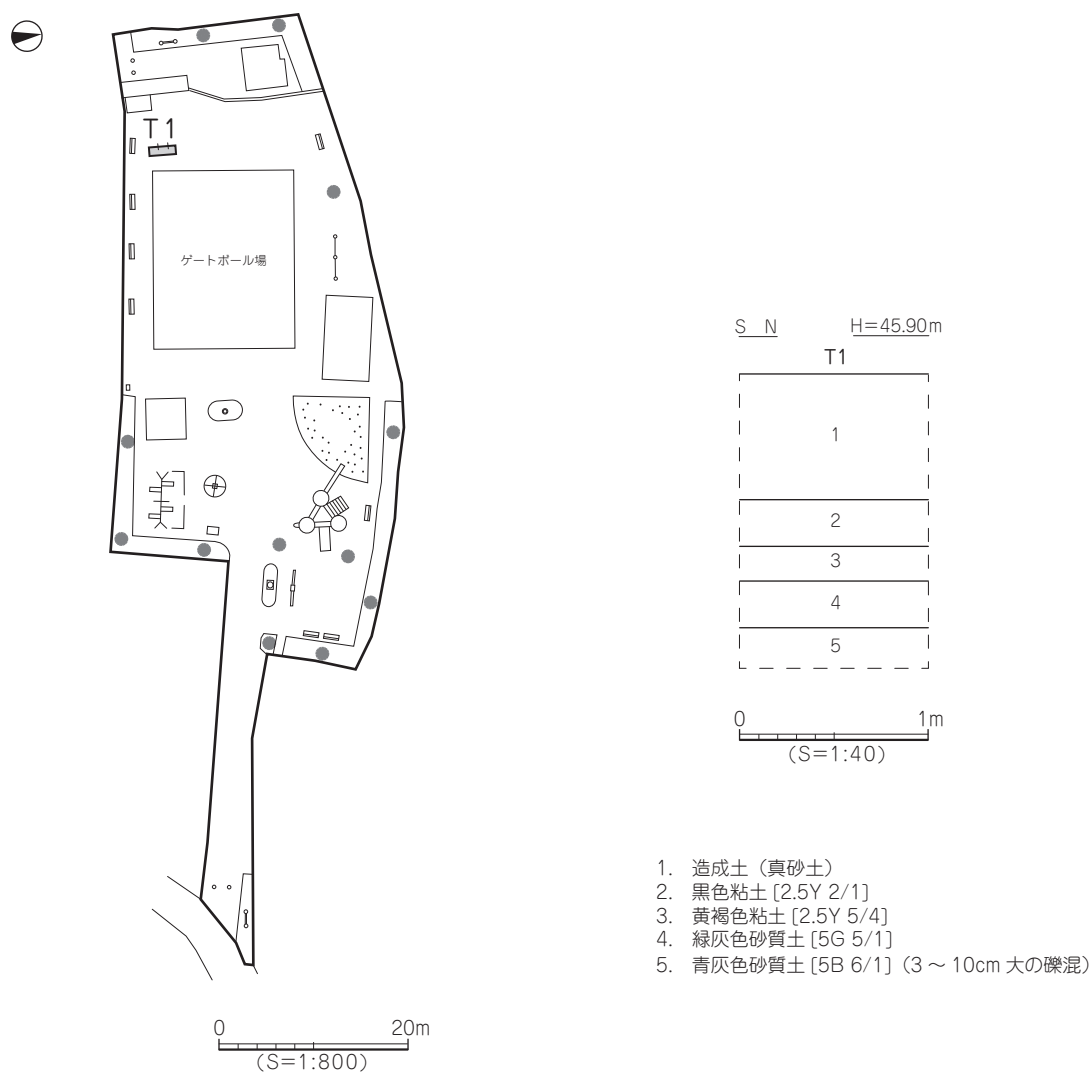 T1
ゲートボール場
0 20m
(S=1:800)
S N H=45.90m
T1
1
2
3
4
5
0 1m
(S=1:40)
1. 造成土（真砂土）
2. 黒色粘土 [2.5Y 2/1]
3. 黄褐色粘土 [2.5Y 5/4]
4. 緑灰色砂質土 [5G 5/1]
5. 青灰色砂質土 [5B 6/1]（3～10cm 大の礫混）